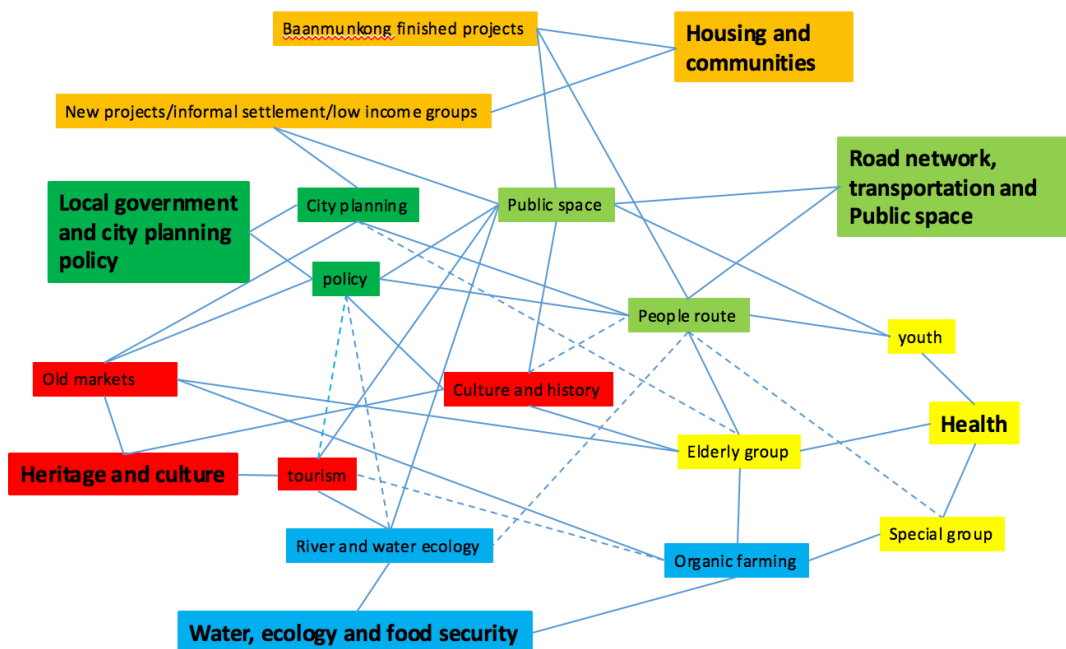 Baanmunkong finished projects
Housing and
communities
New projects/informal settlement/low income groups
Road network,
transportation and
Public space
Local government
and city planning
policy
City planning
Public space
policy
People route
youth
Old markets
Culture and history
Health
Elderly group
Heritage and culture
tourism
Special group
River and water ecology
Organic farming
Water, ecology and food security